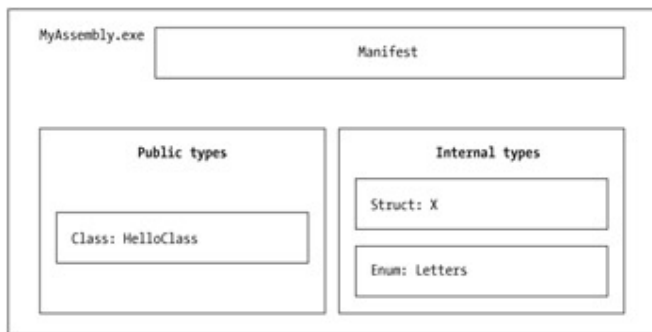 MyAssembly.exe
Manifest
Public types
Class: HelloClass
Internal types
Struct: X
Enum: Letters